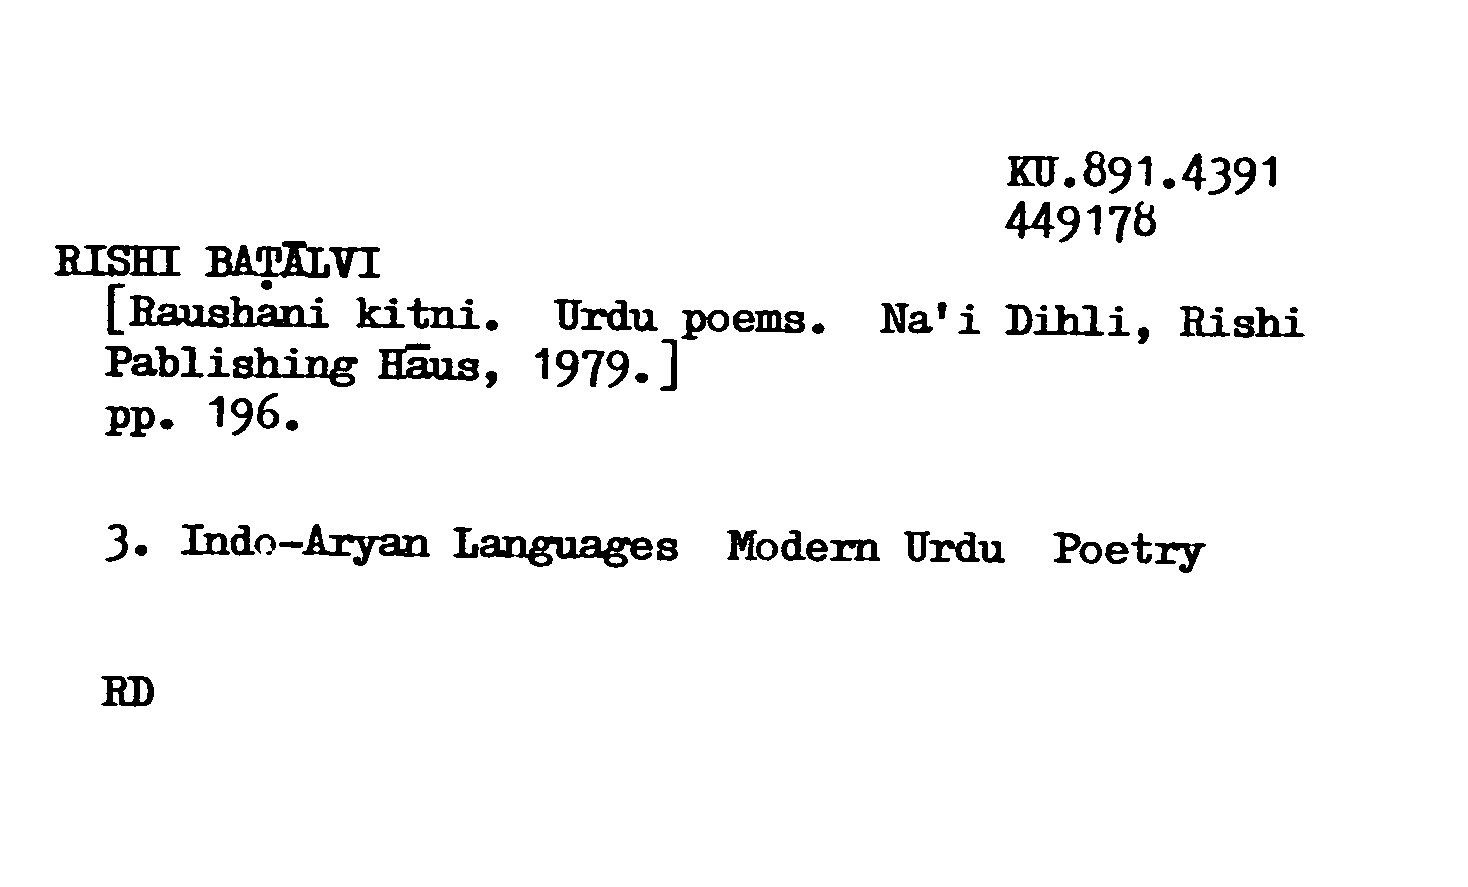 KU.891.4391
449178
RISHI BAṬĀLVI
[Raushani kitni. Urdu poems. Na'i Dihli, Rishi
Pablishing Hāus, 1979.]
pp. 196.
3. Indo-Aryan Languages Modern Urdu Poetry
RD